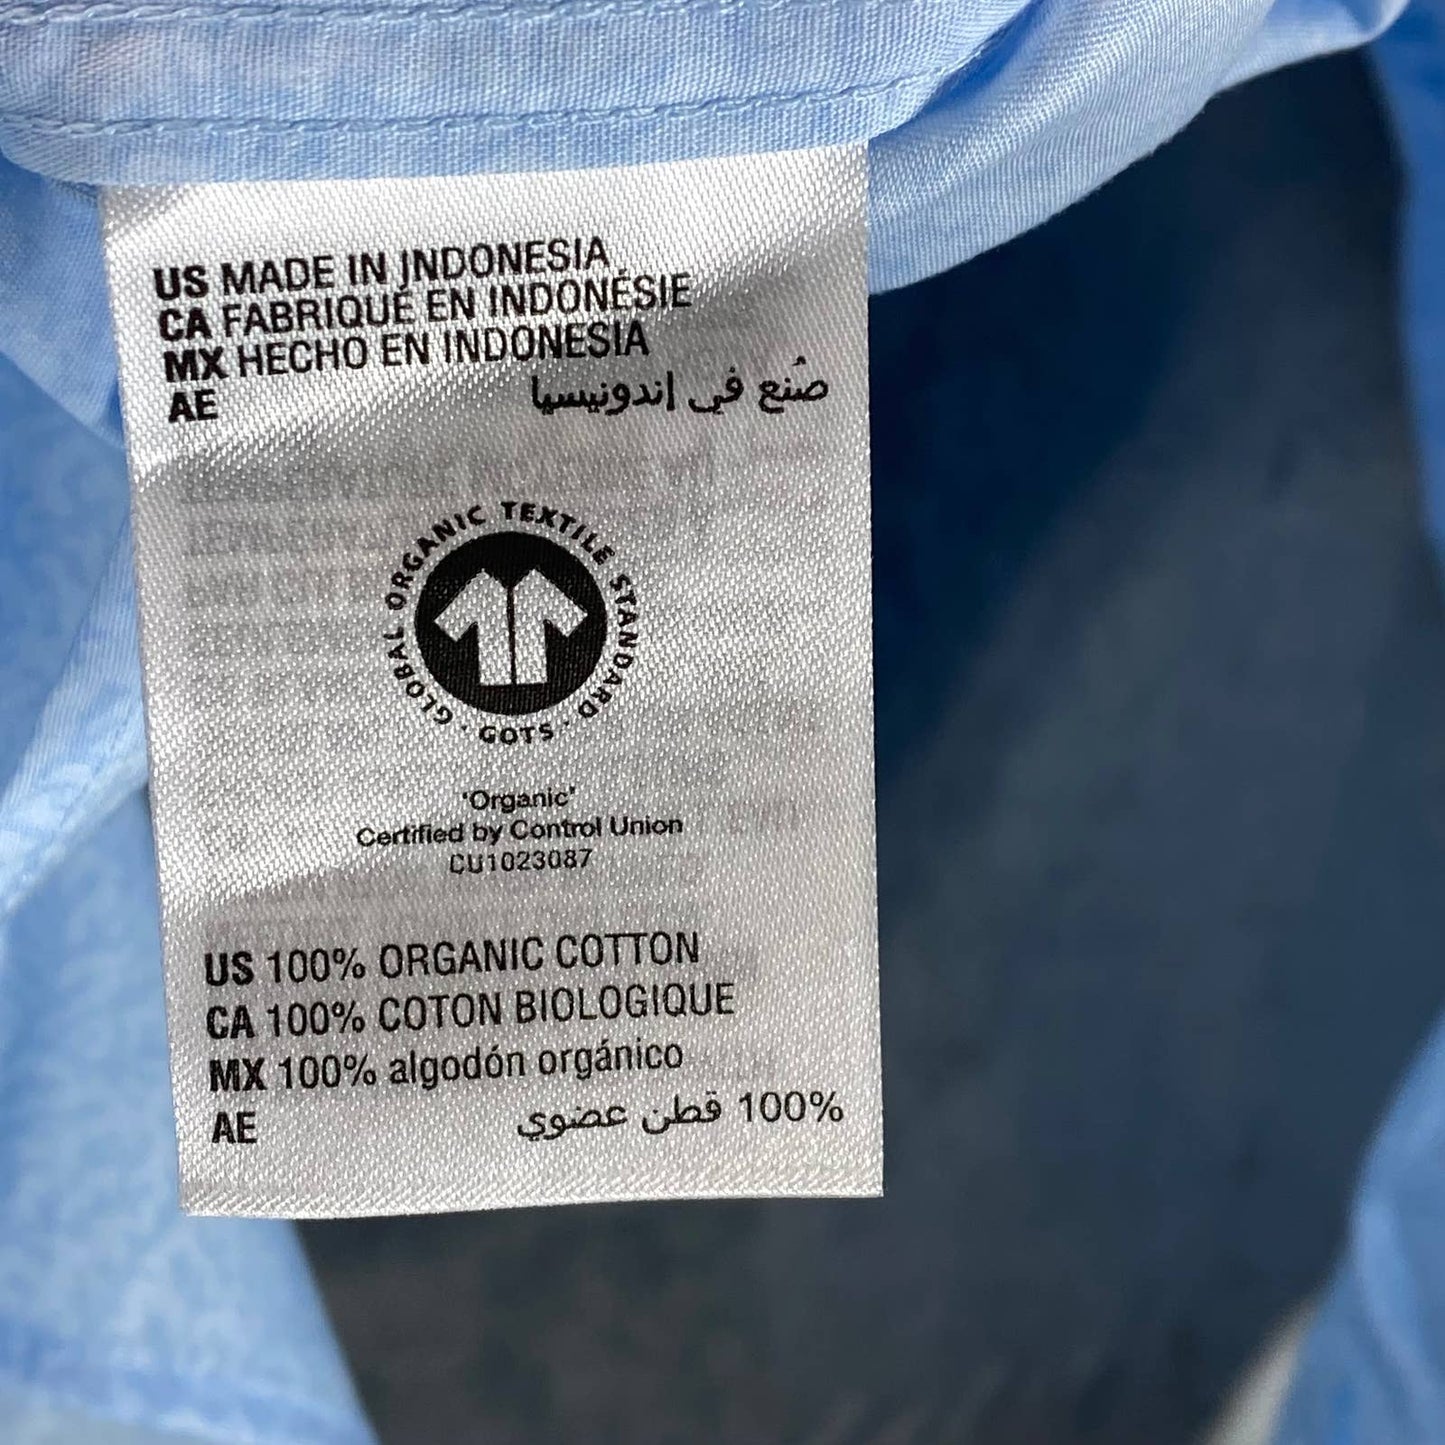 US MADE IN INDONESIA
CA FABRIQUÉ EN INDONÉSIE
MX HECHO EN INDONESIA
AE صُنع في إندونيسيا
GLOBAL ORGANIC TEXTILE STANDARD · GOTS ·
'Organic'
Certified by Control Union
CU1023087
US 100% ORGANIC COTTON
CA 100% COTON BIOLOGIQUE
MX 100% algodón orgánico
AE 100% قطن عضوي